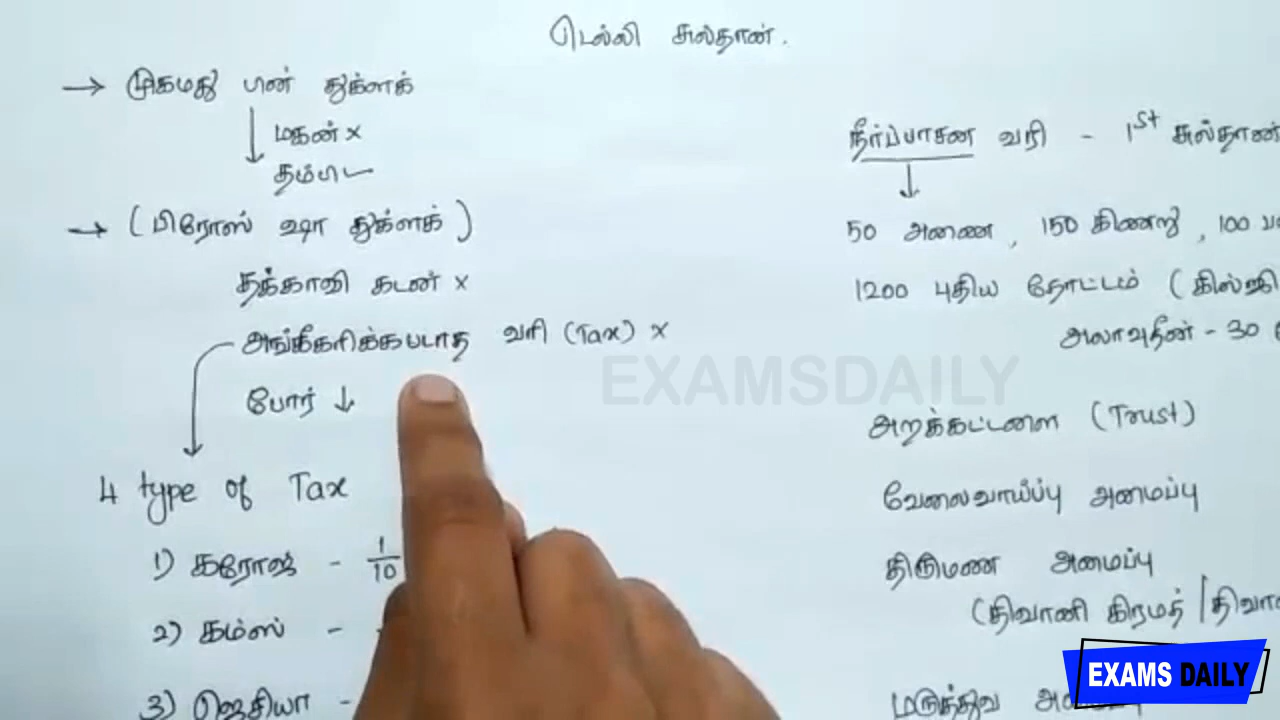 டெல்லி சுல்தான்.
→ முகமது பின் துக்ளக்
மகன் x
தம்பி
→ (பிரோஸ் ஷா துக்ளக்)
தக்காவி கடன் x
அங்கீகரிக்கபடாத வரி (Tax) x
போர் ↓
4 type of Tax
1) கரோஜ் - 1/10
2) கம்ஸ் -
3) ஜெசியா -
நீர்ப்பாசன வரி - 1st சுல்தான்
50 அணை, 150 கிணறு, 100
1200 புதிய தோட்டம் (கில்ஜி
அலாவுதீன் - 30
அறக்கட்டளை (Trust)
வேலைவாய்ப்பு அமைப்பு
திருமண அமைப்பு
(திவானி கிரமத் /
மருத்துவ அமைப்பு
EXAMSDAILY
EXAMS DAILY